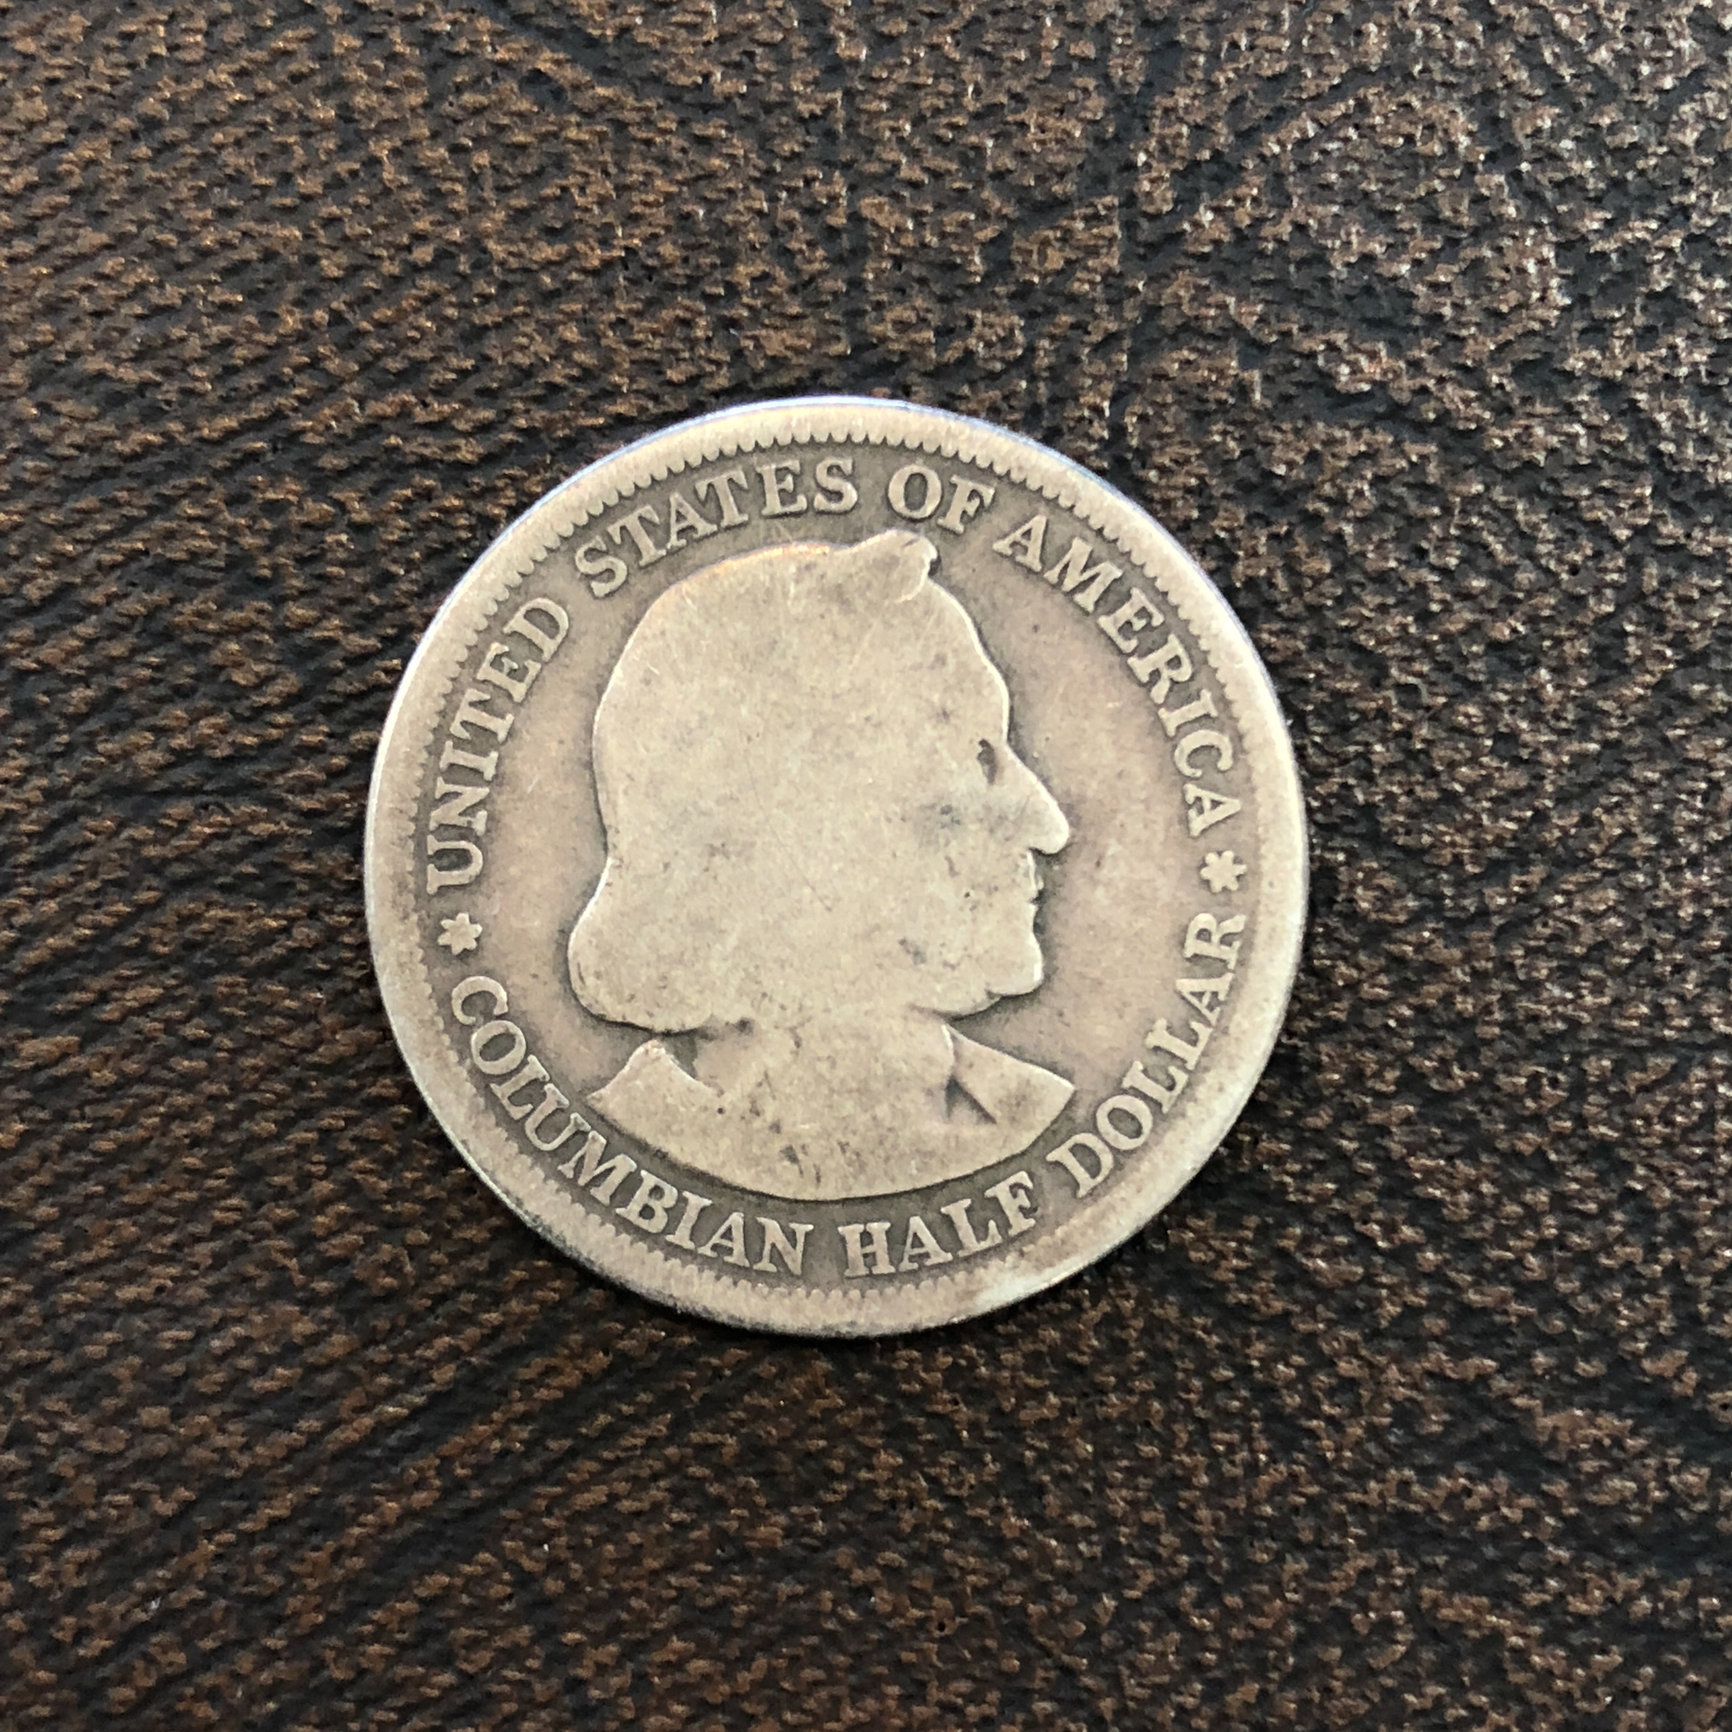 UNITED STATES OF AMERICA
COLUMBIAN HALF DOLLAR